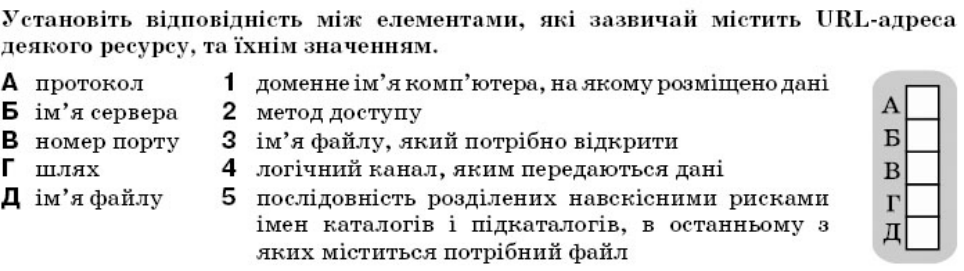 Установіть відповідність між елементами, які зазвичай містить URL-адреса
деякого ресурсу, та їхнім значенням.
А протокол 1 доменне ім’я комп’ютера, на якому розміщено дані
Б ім’я сервера 2 метод доступу
В номер порту 3 ім’я файлу, який потрібно відкрити
Г шлях 4 логічний канал, яким передаються дані
Д ім’я файлу 5 послідовність розділених навскісними рисками
імен каталогів і підкаталогів, в останньому з
яких міститься потрібний файл
А
Б
В
Г
Д